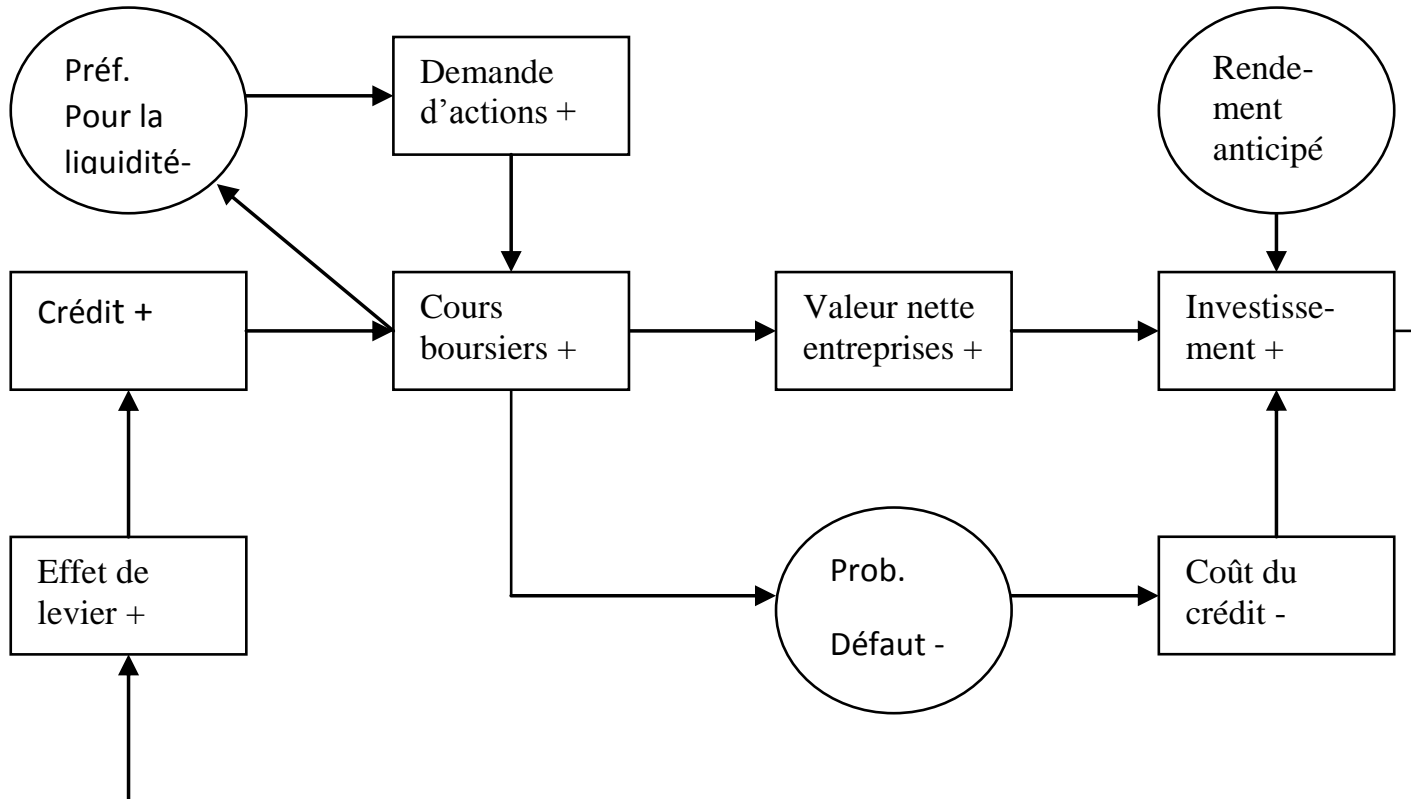 Préf.
Pour la
liquidité-
Demande
d’actions +
Rende-
ment
anticipé
Crédit +
Cours
boursiers +
Valeur nette
entreprises +
Investisse-
ment +
Effet de
levier +
Prob.
Défaut -
Coût du
crédit -